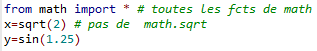 from math import * # toutes les fcts de math
x=sqrt(2) # pas de  math.sqrt
y=sin(1.25)